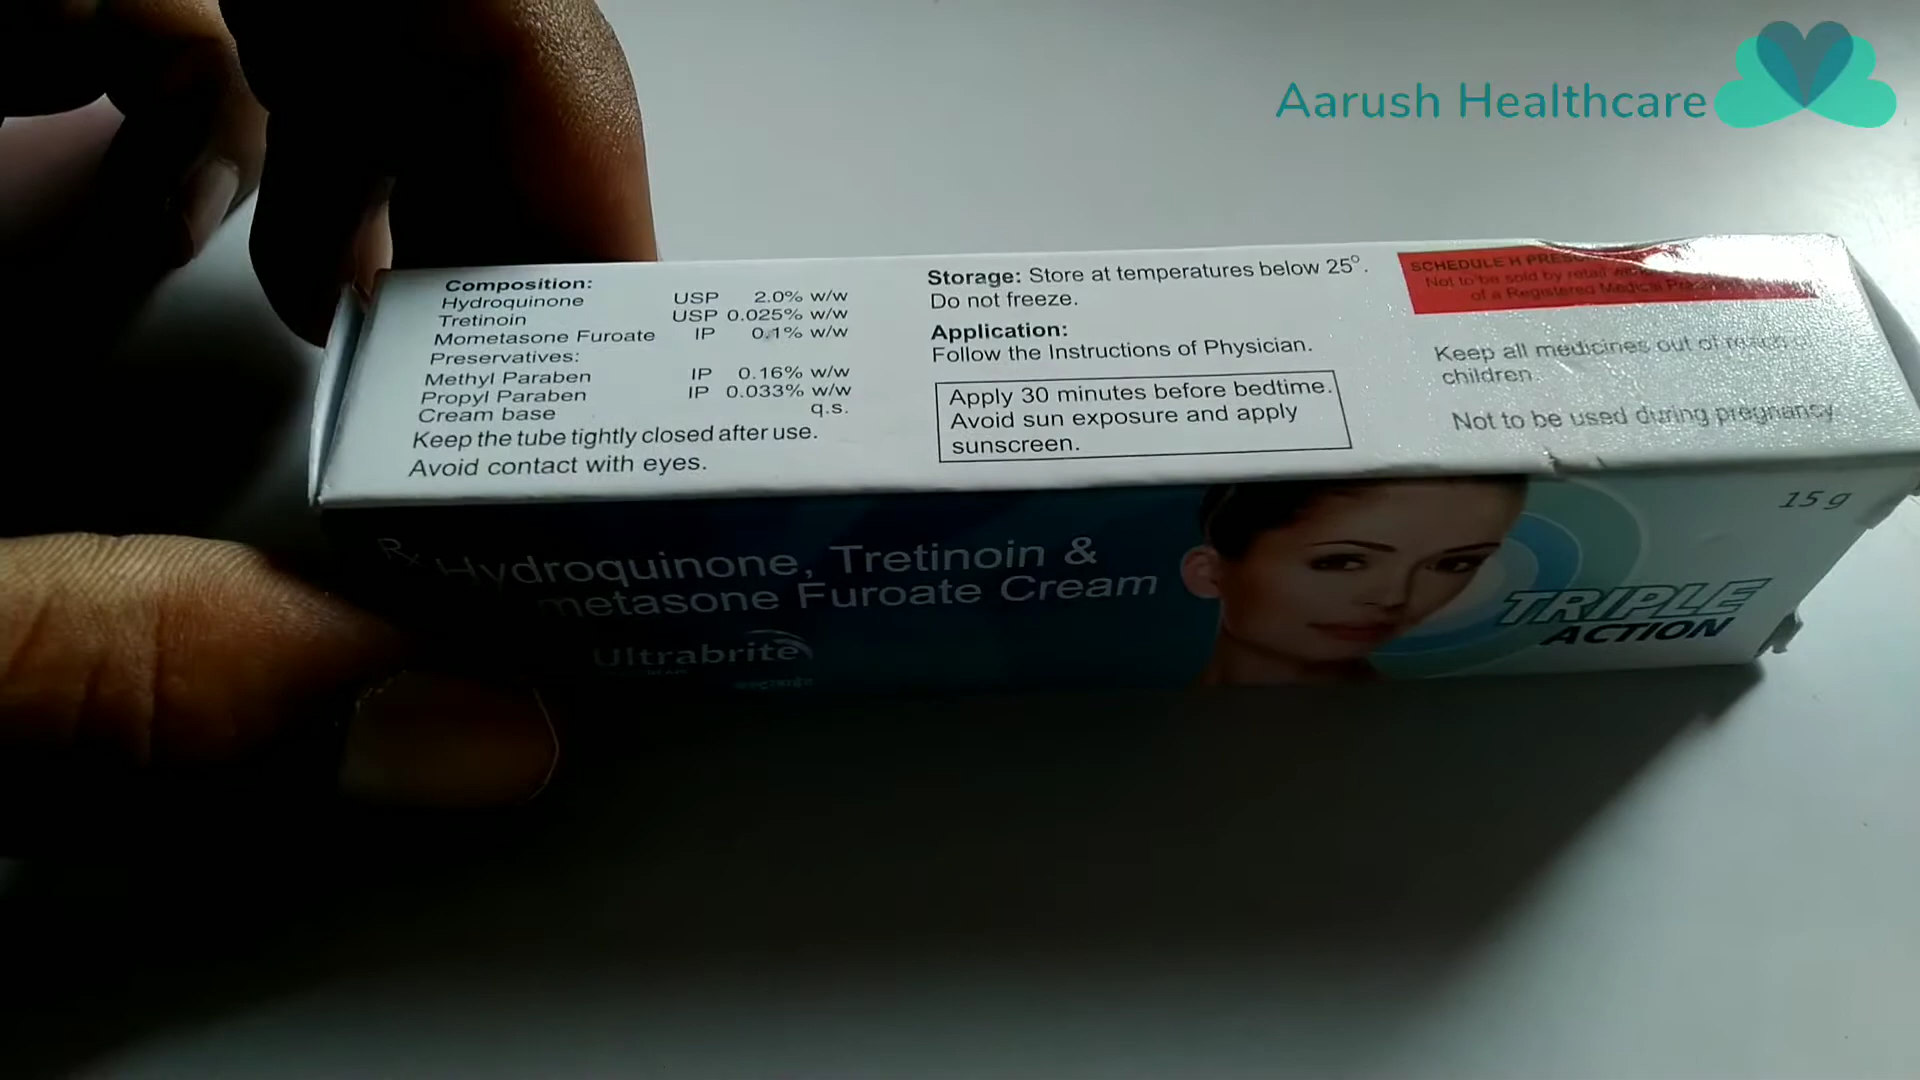 Aarush Healthcare
Composition:
Hydroquinone USP 2.0% w/w
Tretinoin USP 0.025% w/w
Mometasone Furoate IP 0.1% w/w
Preservatives:
Methyl Paraben IP 0.16% w/w
Propyl Paraben IP 0.033% w/w
Cream base q.s.
Keep the tube tightly closed after use.
Avoid contact with eyes.
Storage: Store at temperatures below 25°.
Do not freeze.
Application:
Follow the Instructions of Physician.
Apply 30 minutes before bedtime.
Avoid sun exposure and apply
sunscreen.
SCHEDULE H
Not to be sold by retail
of a Registered Medical
Keep all medicines out of reach of
children.
Not to be used during pregnancy
15 g
Rx Hydroquinone, Tretinoin &
metasone Furoate Cream
Ultrabrite
TRIPLE
ACTION